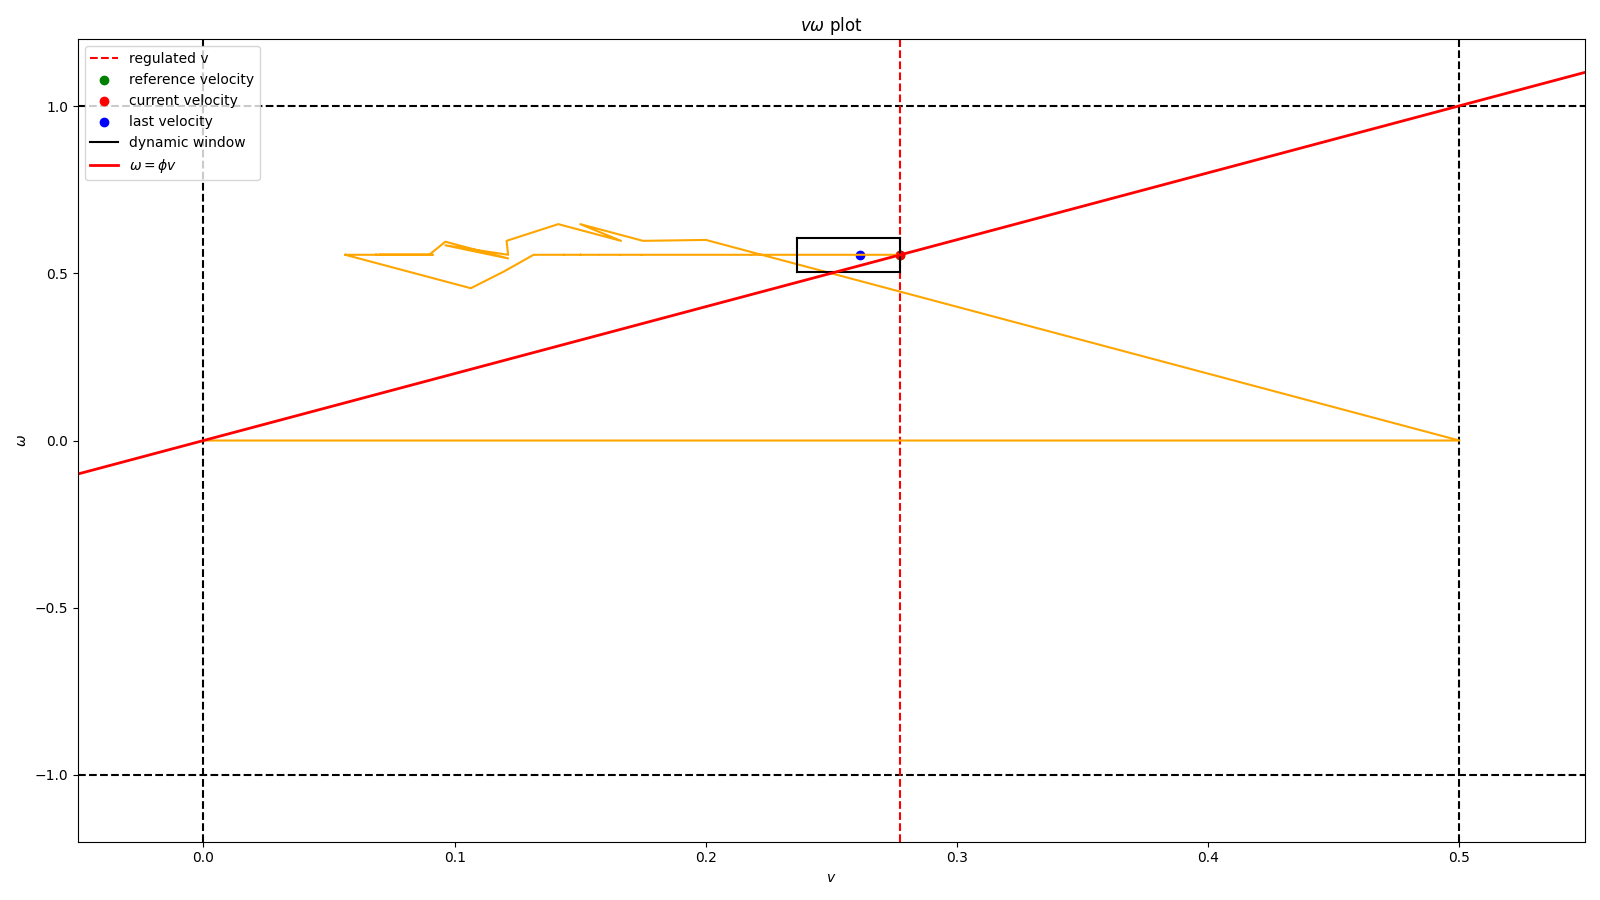 vω plot
regulated v
reference velocity
current velocity
last velocity
dynamic window
ω = ϕv
1.0
0.5
0.0
−0.5
−1.0
ω
0.0 0.1 0.2 0.3 0.4 0.5
v